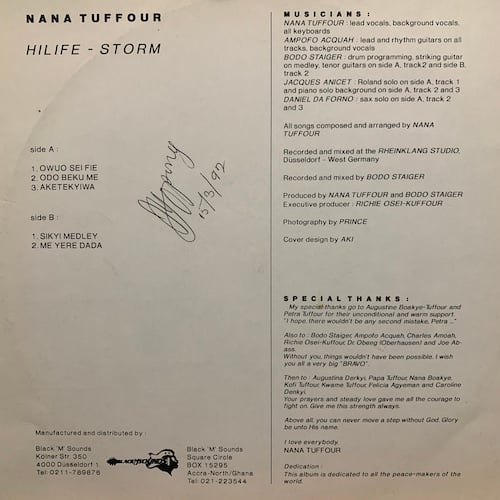 NANA TUFFOUR
HILIFE - STORM
side A :
1. OWUO SEI FIE
2. ODO BEKU ME
3. AKETEKYIWA
side B :
1. SIKYI MEDLEY
2. ME YERE DADA
15/3/92
Manufactured and distributed by :
Black 'M' Sounds
Kölner Str. 350
4000 Düsseldorf 1
Tel: 0211-789876
BLACK M SOUNDS
Black 'M' Sounds
Square Circle
BOX 15295
Accra-North/Ghana
Tel: 021-223544
MUSICIANS :
NANA TUFFOUR : lead vocals, background vocals,
all keyboards
AMPOFO ACQUAH : lead and rhythm guitars on all
tracks, background vocals
BODO STAIGER : drum programming, striking guitar
on medley, tenor guitars on side A, track2 and side B,
track 2
JACQUES ANICET : Roland solo on side A, track 1
and piano solo background on side A, track 2 and 3
DANIEL DA FORNO : sax solo on side A, track 2
and 3
All songs composed and arranged by NANA
TUFFOUR
Recorded and mixed at the RHEINKLANG STUDIO,
Düsseldorf - West Germany
Recorded and mixed by BODO STAIGER
Produced by NANA TUFFOUR and BODO STAIGER
Executive producer : RICHIE OSEI-KUFFOUR
Photography by PRINCE
Cover design by AKI
SPECIAL THANKS :
My special thanks go to Augustine Boakye-Tuffour and
Petra Tuffour for their unconditional and warm support.
"I hope, there wouldn't be any second mistake, Petra ..."
Also to : Bodo Staiger, Ampofo Acquah, Charles Amoah,
Richie Osei-Kuffour, Dr. Obeng (Oberhausen) and Joe Ab-
ass.
Without you, things wouldn't have been possible. I wish
you all a very big "BRAVO".
Then to : Augustina Derkyi, Papa Tuffour, Nana Boakye,
Kofi Tuffour, Kwame Tuffour, Felicia Agyeman and Caroline
Denkyi.
Your prayers and steady love gave me all the courage to
fight on. Give me this strength always.
Above all, you can never move a step without God. Glory
be unto His name.
I love everybody.
NANA TUFFOUR
Dedication :
This album is dedicated to all the peace-makers of the
world.